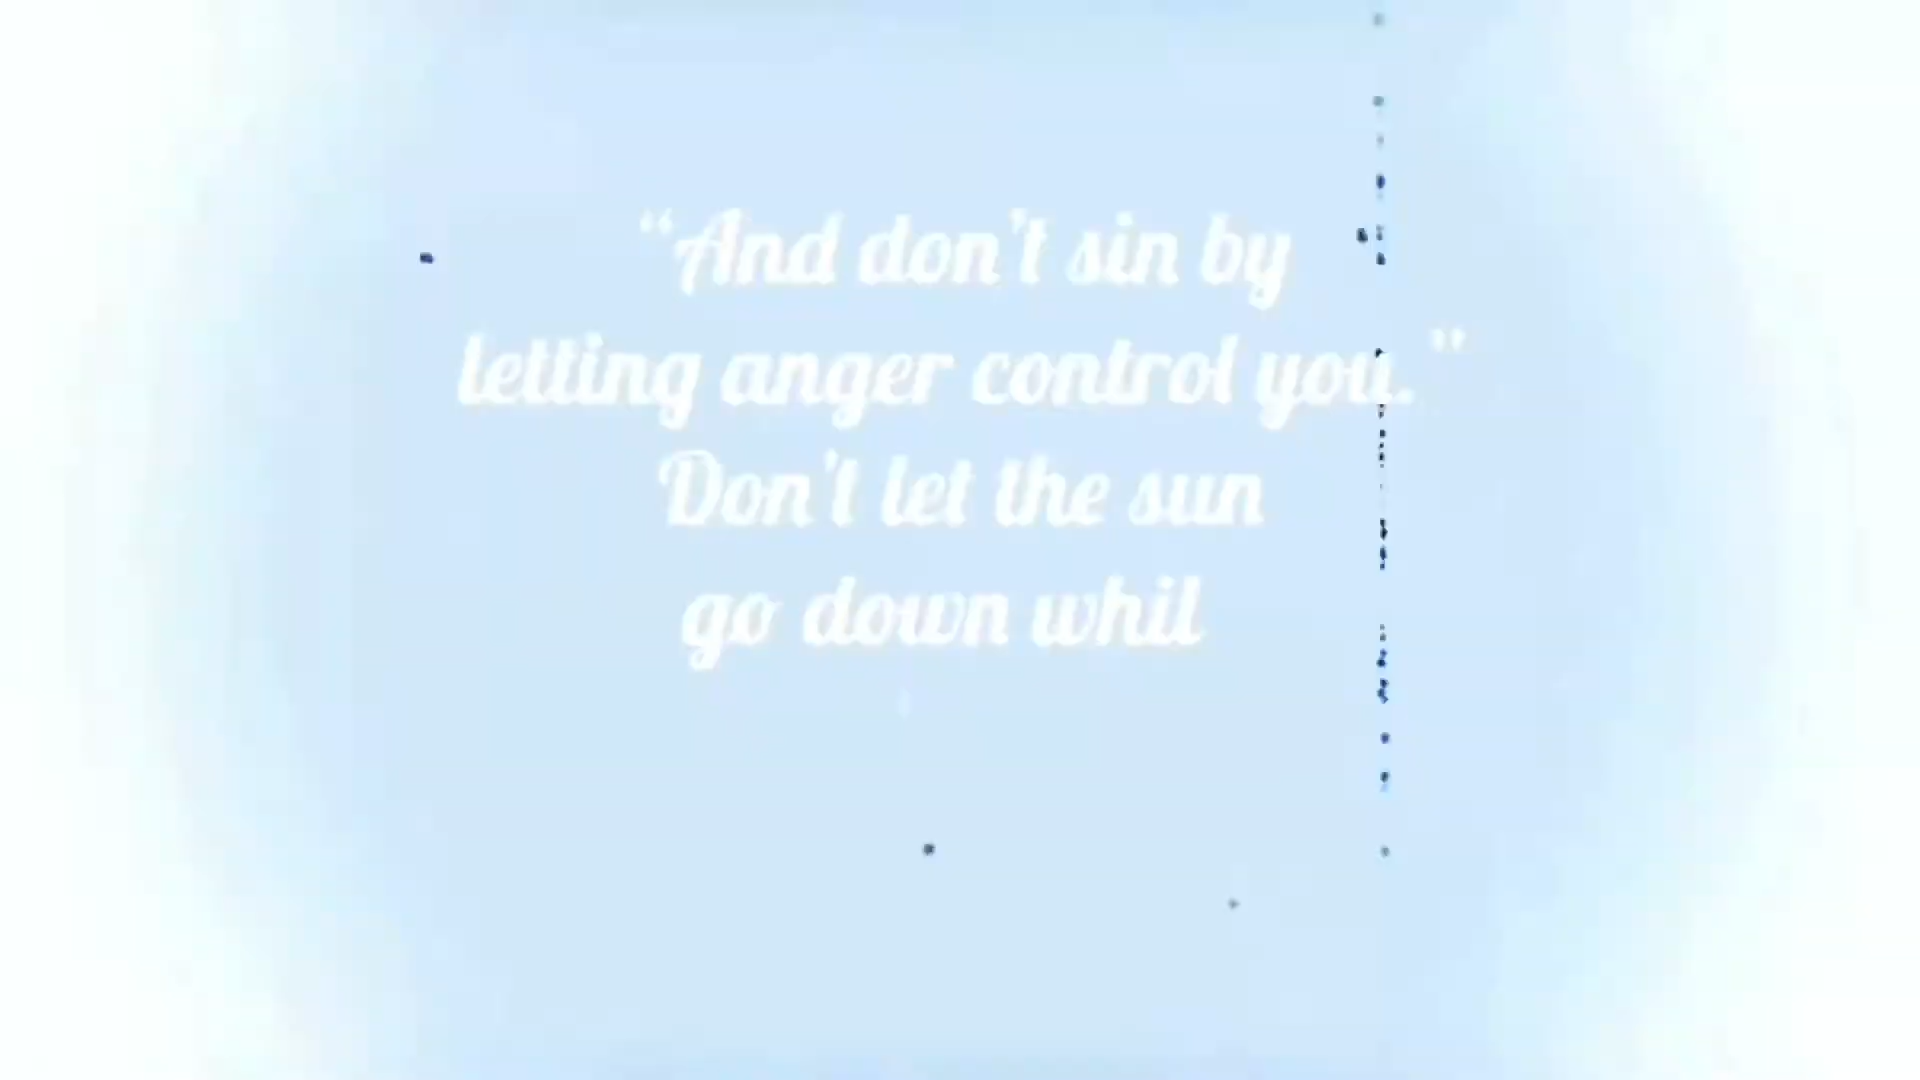 “And don't sin by
letting anger control you.”
Don't let the sun
go down whil